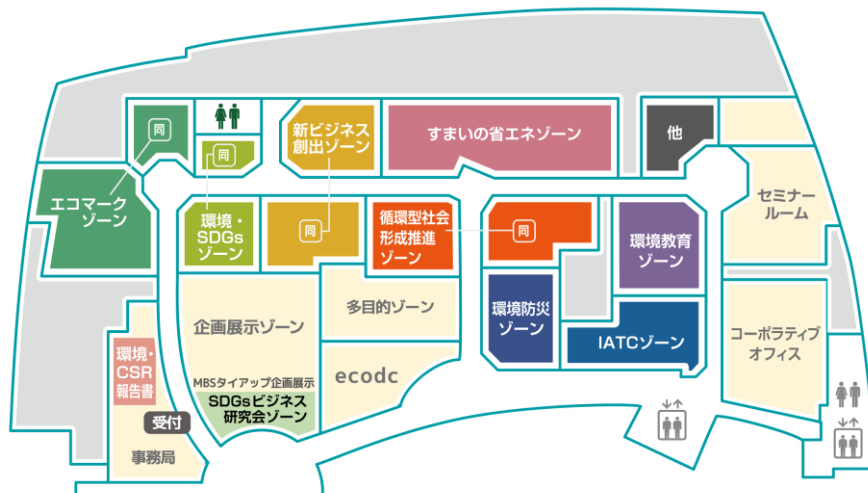 同
新ビジネス
創出ゾーン
すまいの省エネゾーン
他
同
エコマーク
ゾーン
環境・
SDGs
ゾーン
同
循環型社会
形成推進
ゾーン
同
環境教育
ゾーン
セミナー
ルーム
企画展示ゾーン
多目的ゾーン
環境防災
ゾーン
IATCゾーン
コーポラティブ
オフィス
環境・
CSR
報告書
MBSタイアップ企画展示
SDGsビジネス
研究会ゾーン
ecodc
受付
事務局